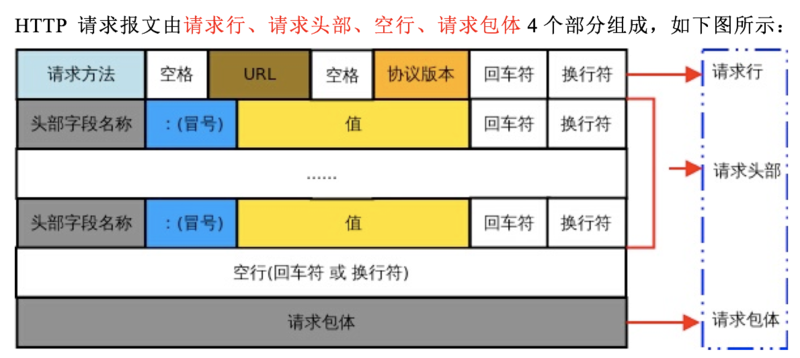 HTTP 请求报文由请求行、请求头部、空行、请求包体 4 个部分组成，如下图所示：
请求方法 空格 URL 空格 协议版本 回车符 换行符 请求行
头部字段名称 ：(冒号) 值 回车符 换行符
...... 请求头部
头部字段名称 ：(冒号) 值 回车符 换行符
空行(回车符 或 换行符)
请求包体 请求包体